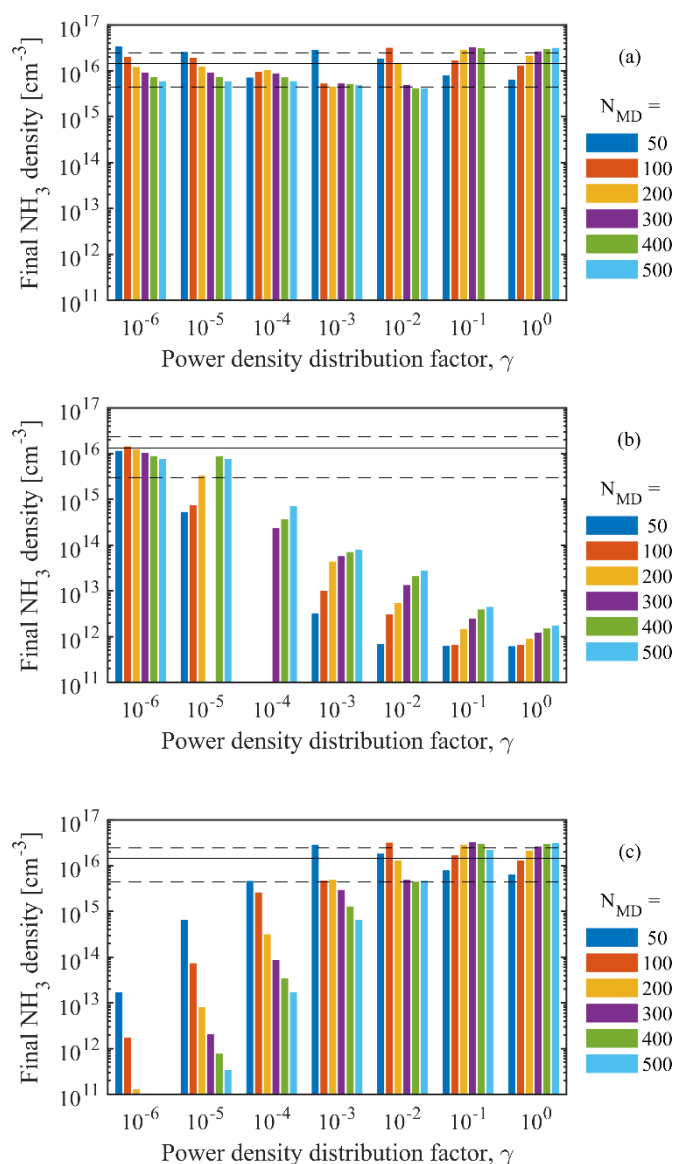 10^17
10^16
10^15
10^14
10^13
10^12
10^11
Final NH_3 density [cm^-3]
10^-6 10^-5 10^-4 10^-3 10^-2 10^-1 10^0
Power density distribution factor, γ
(a)
N_MD =
50
100
200
300
400
500
10^17
10^16
10^15
10^14
10^13
10^12
10^11
Final NH_3 density [cm^-3]
10^-6 10^-5 10^-4 10^-3 10^-2 10^-1 10^0
Power density distribution factor, γ
(b)
N_MD =
50
100
200
300
400
500
10^17
10^16
10^15
10^14
10^13
10^12
10^11
Final NH_3 density [cm^-3]
10^-6 10^-5 10^-4 10^-3 10^-2 10^-1 10^0
Power density distribution factor, γ
(c)
N_MD =
50
100
200
300
400
500